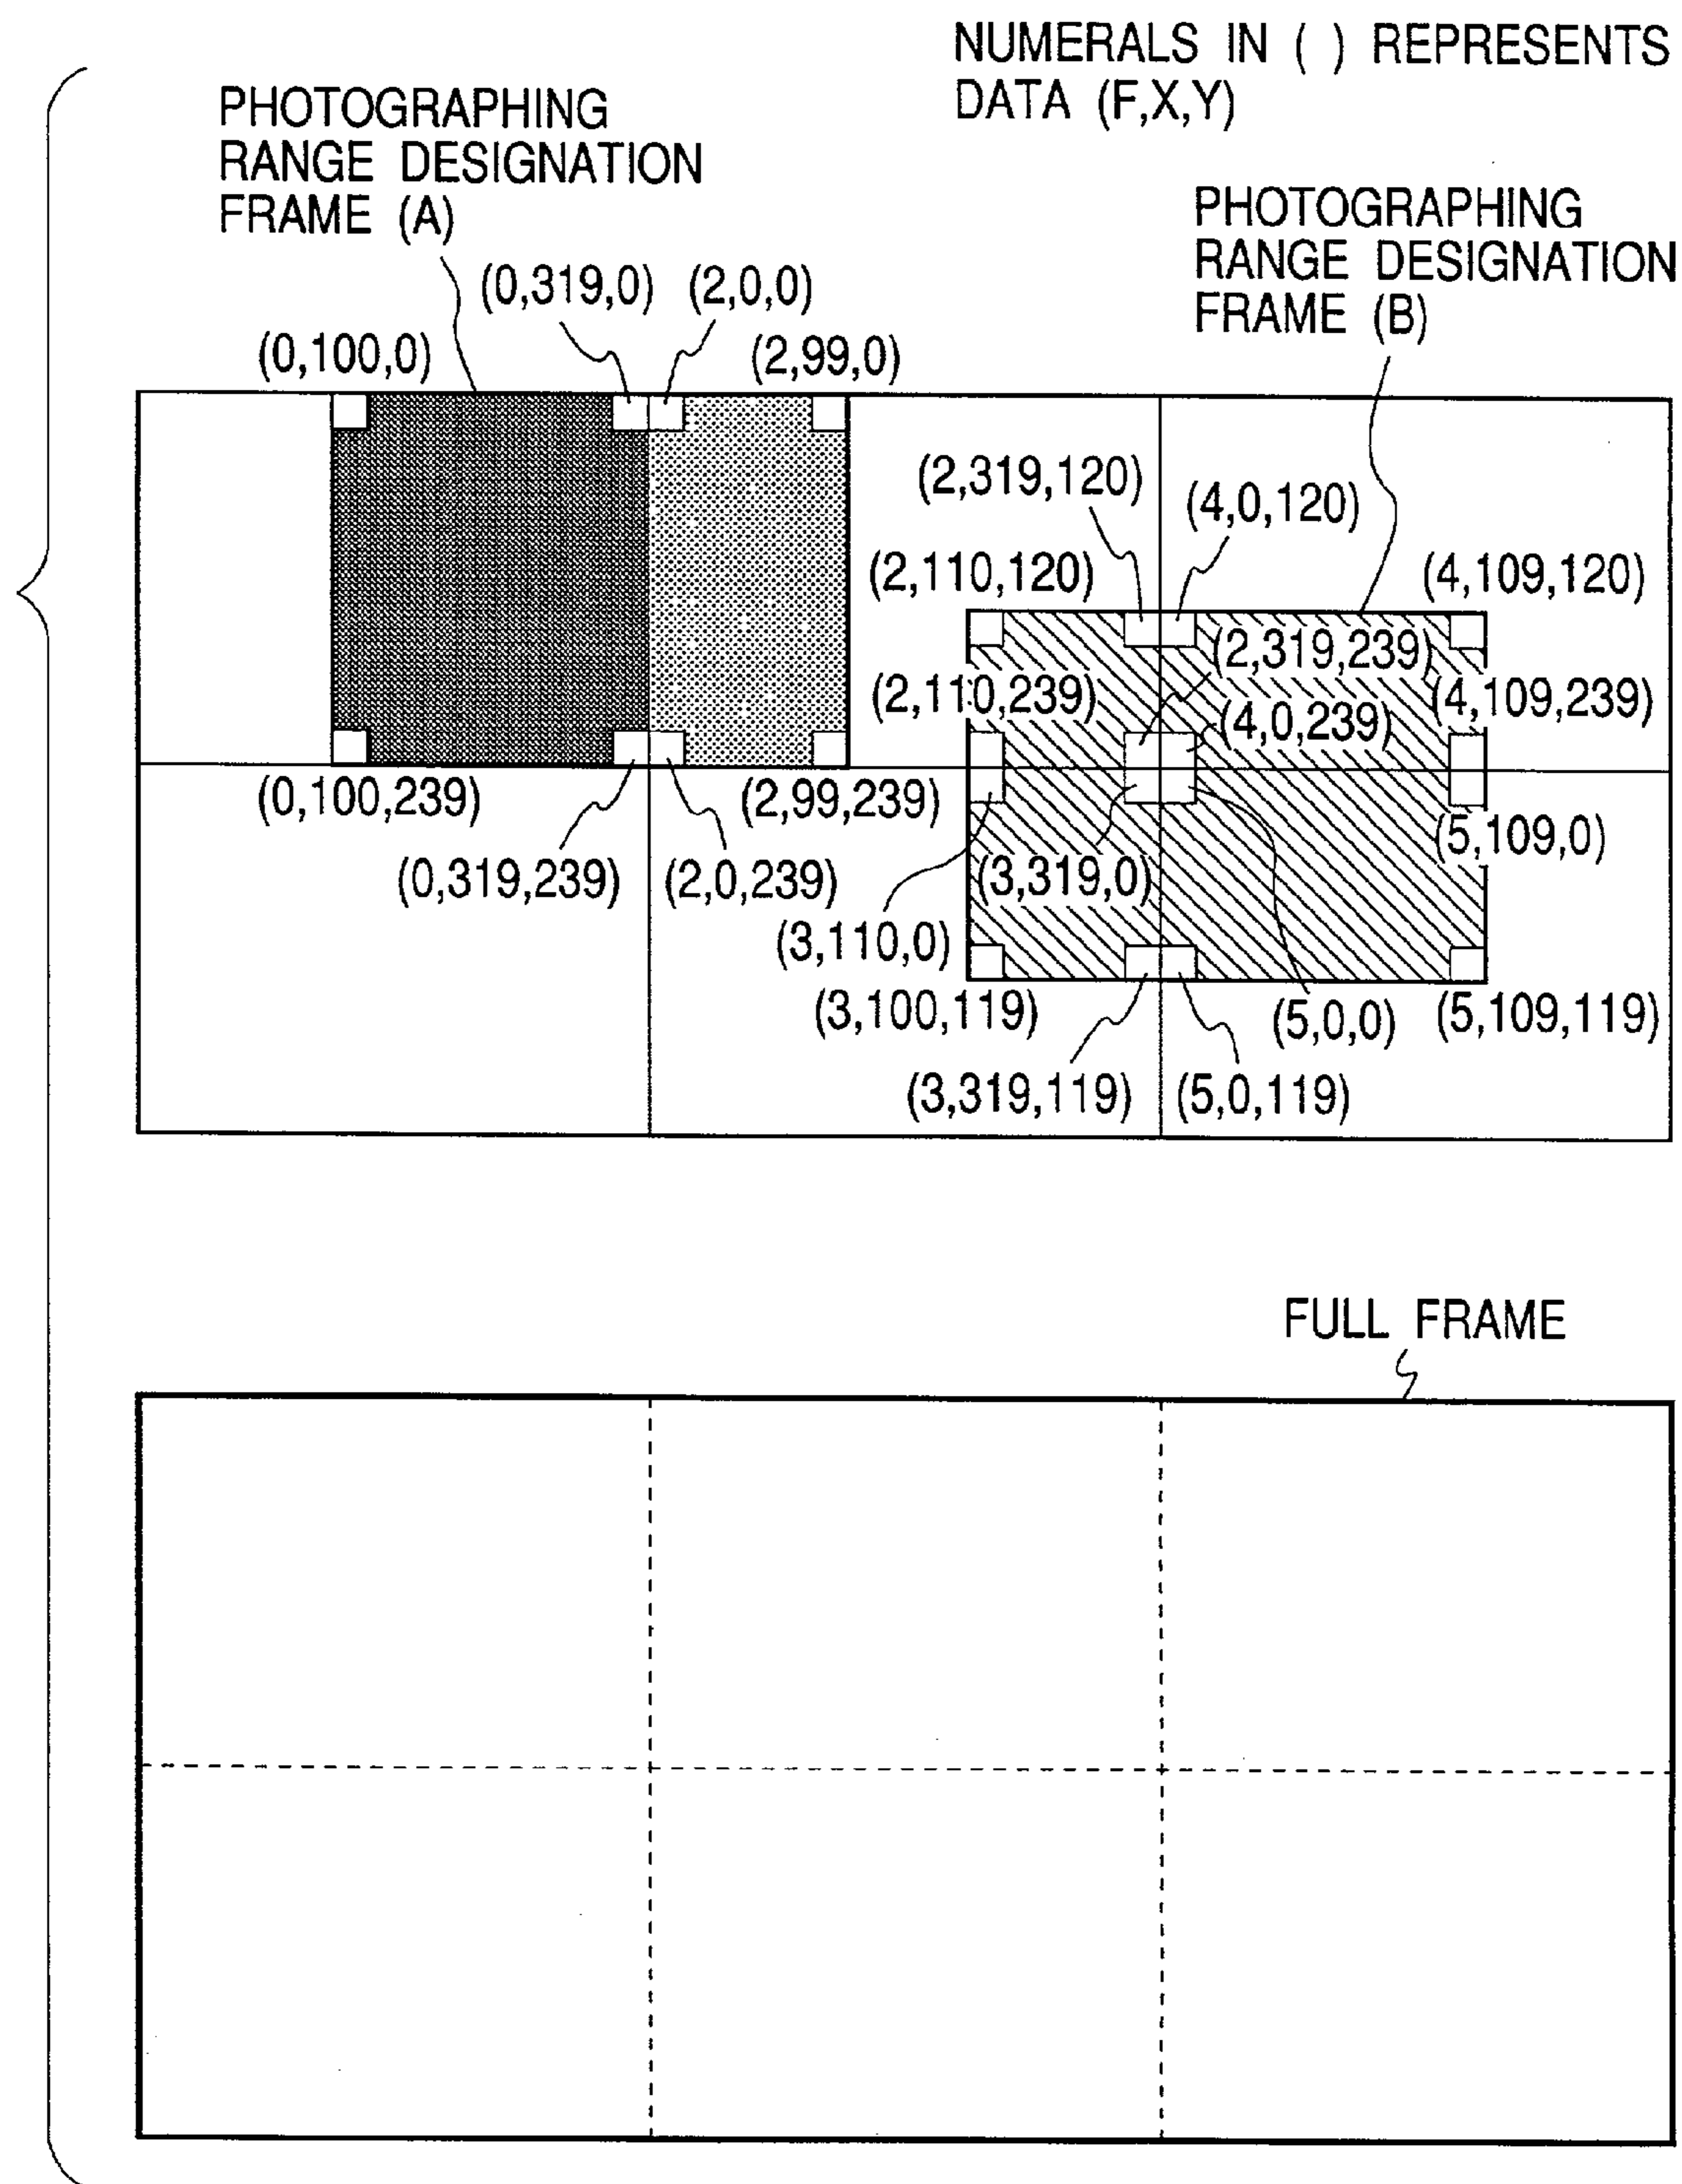 NUMERALS IN ( ) REPRESENTS
DATA (F,X,Y)
PHOTOGRAPHING
RANGE DESIGNATION
FRAME (A)
PHOTOGRAPHING
RANGE DESIGNATION
FRAME (B)
(0,319,0) (2,0,0)
(0,100,0) (2,99,0)
(2,319,120)
(4,0,120)
(2,110,120) (4,109,120)
(2,319,239)
(2,110,239) (4,109,239)
(4,0,239)
(0,100,239) (2,99,239)
(5,109,0)
(0,319,239) (2,0,239) (3,319,0)
(3,110,0)
(3,100,119) (5,0,0) (5,109,119)
(3,319,119) (5,0,119)
FULL FRAME